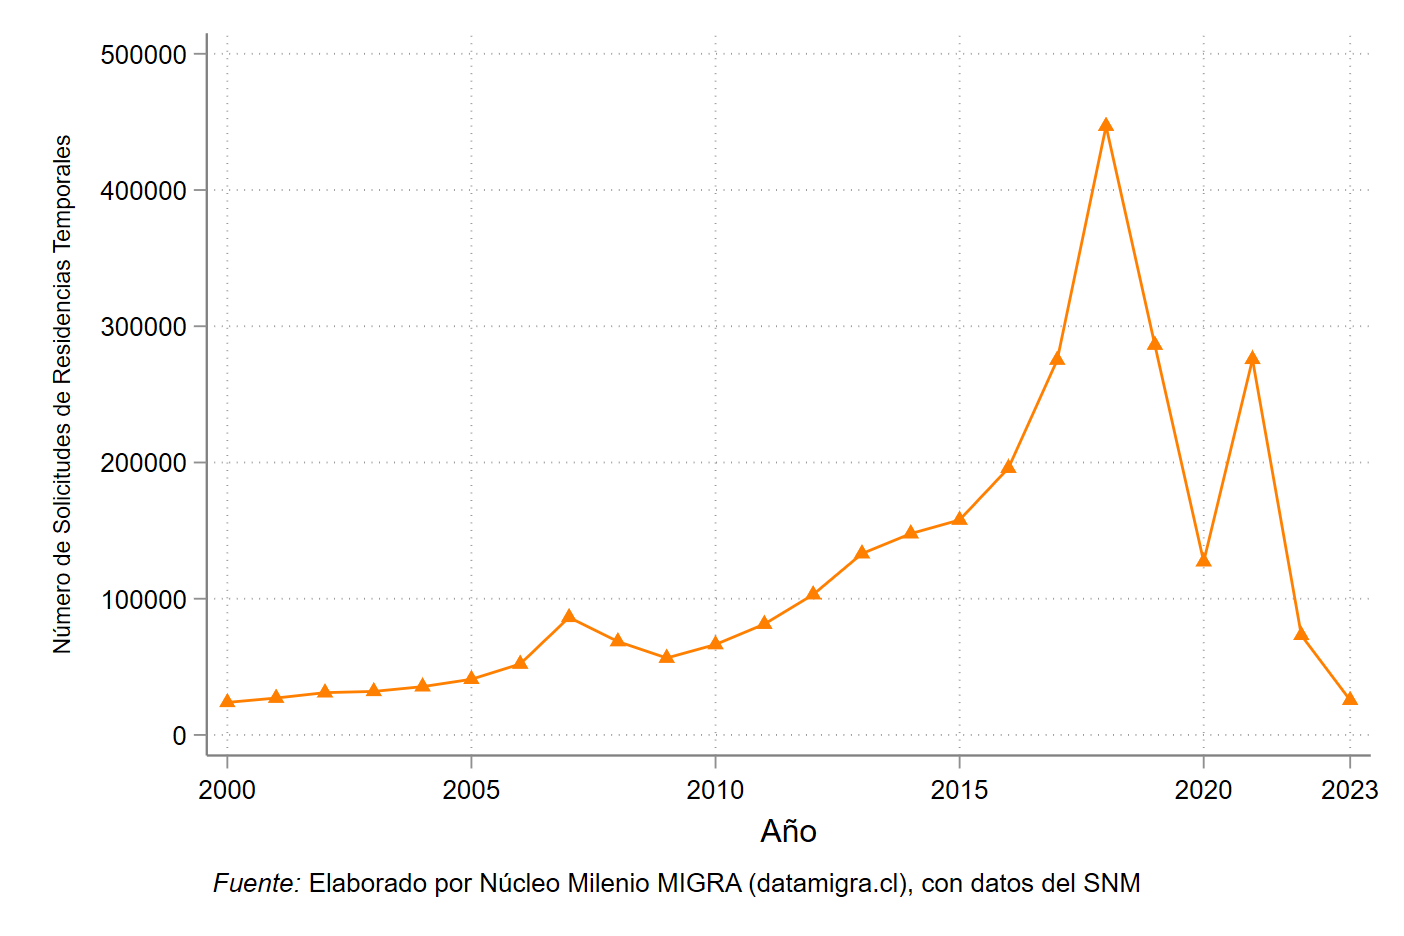 Número de Solicitudes de Residencias Temporales
500000
400000
300000
200000
100000
0
2000 2005 2010 2015 2020 2023
Año
Fuente: Elaborado por Núcleo Milenio MIGRA (datamigra.cl), con datos del SNM